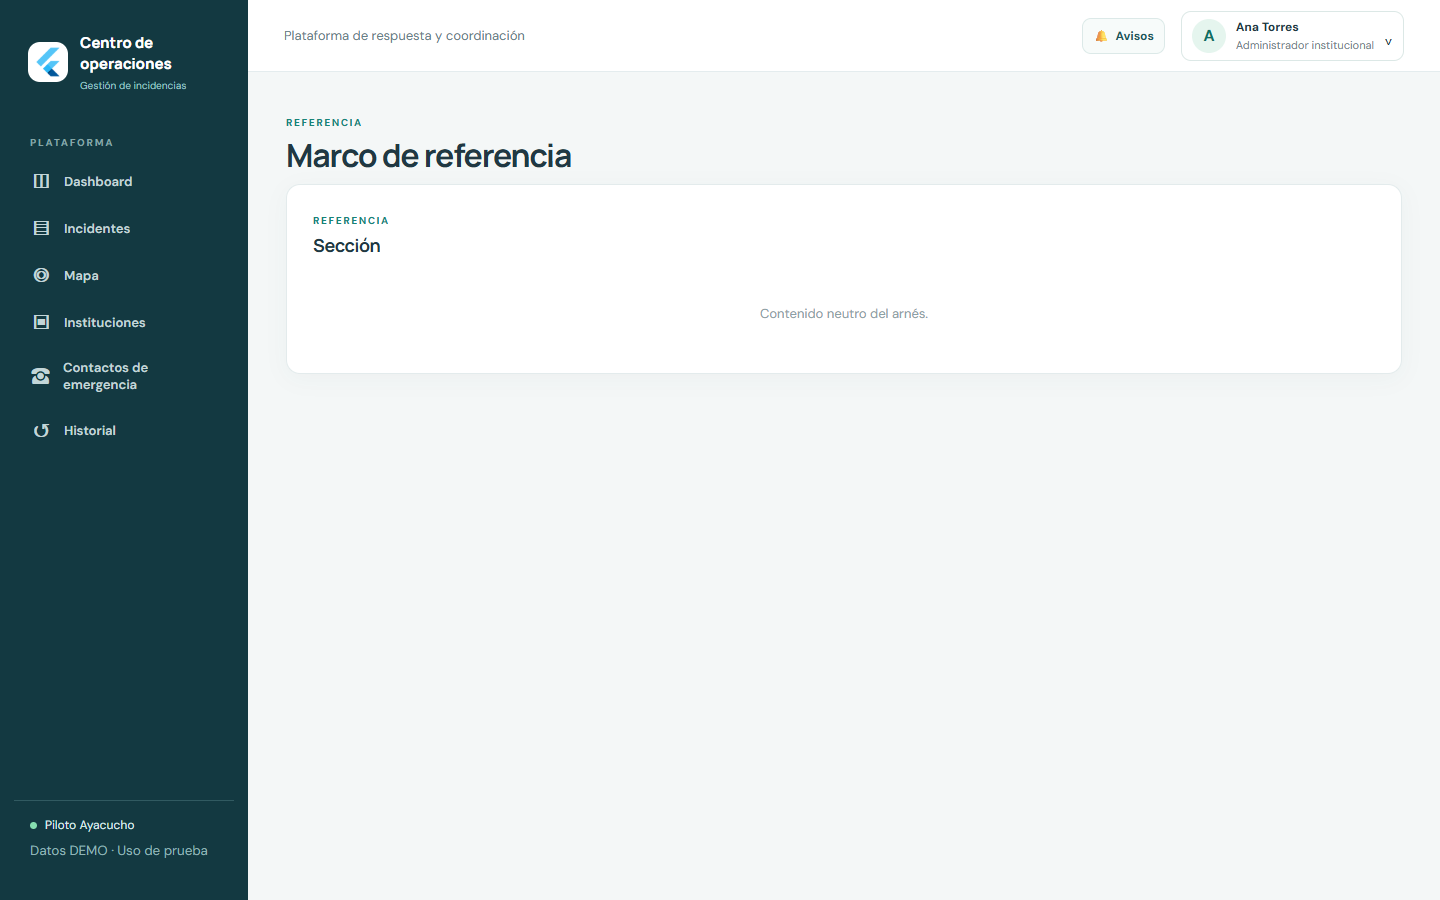 Centro de
operaciones
Gestión de incidencias
PLATAFORMA
Dashboard
Incidentes
Mapa
Instituciones
Contactos de
emergencia
Historial
Piloto Ayacucho
Datos DEMO · Uso de prueba
Plataforma de respuesta y coordinación
Avisos
A
Ana Torres
Administrador institucional
v
REFERENCIA
Marco de referencia
REFERENCIA
Sección
Contenido neutro del arnés.